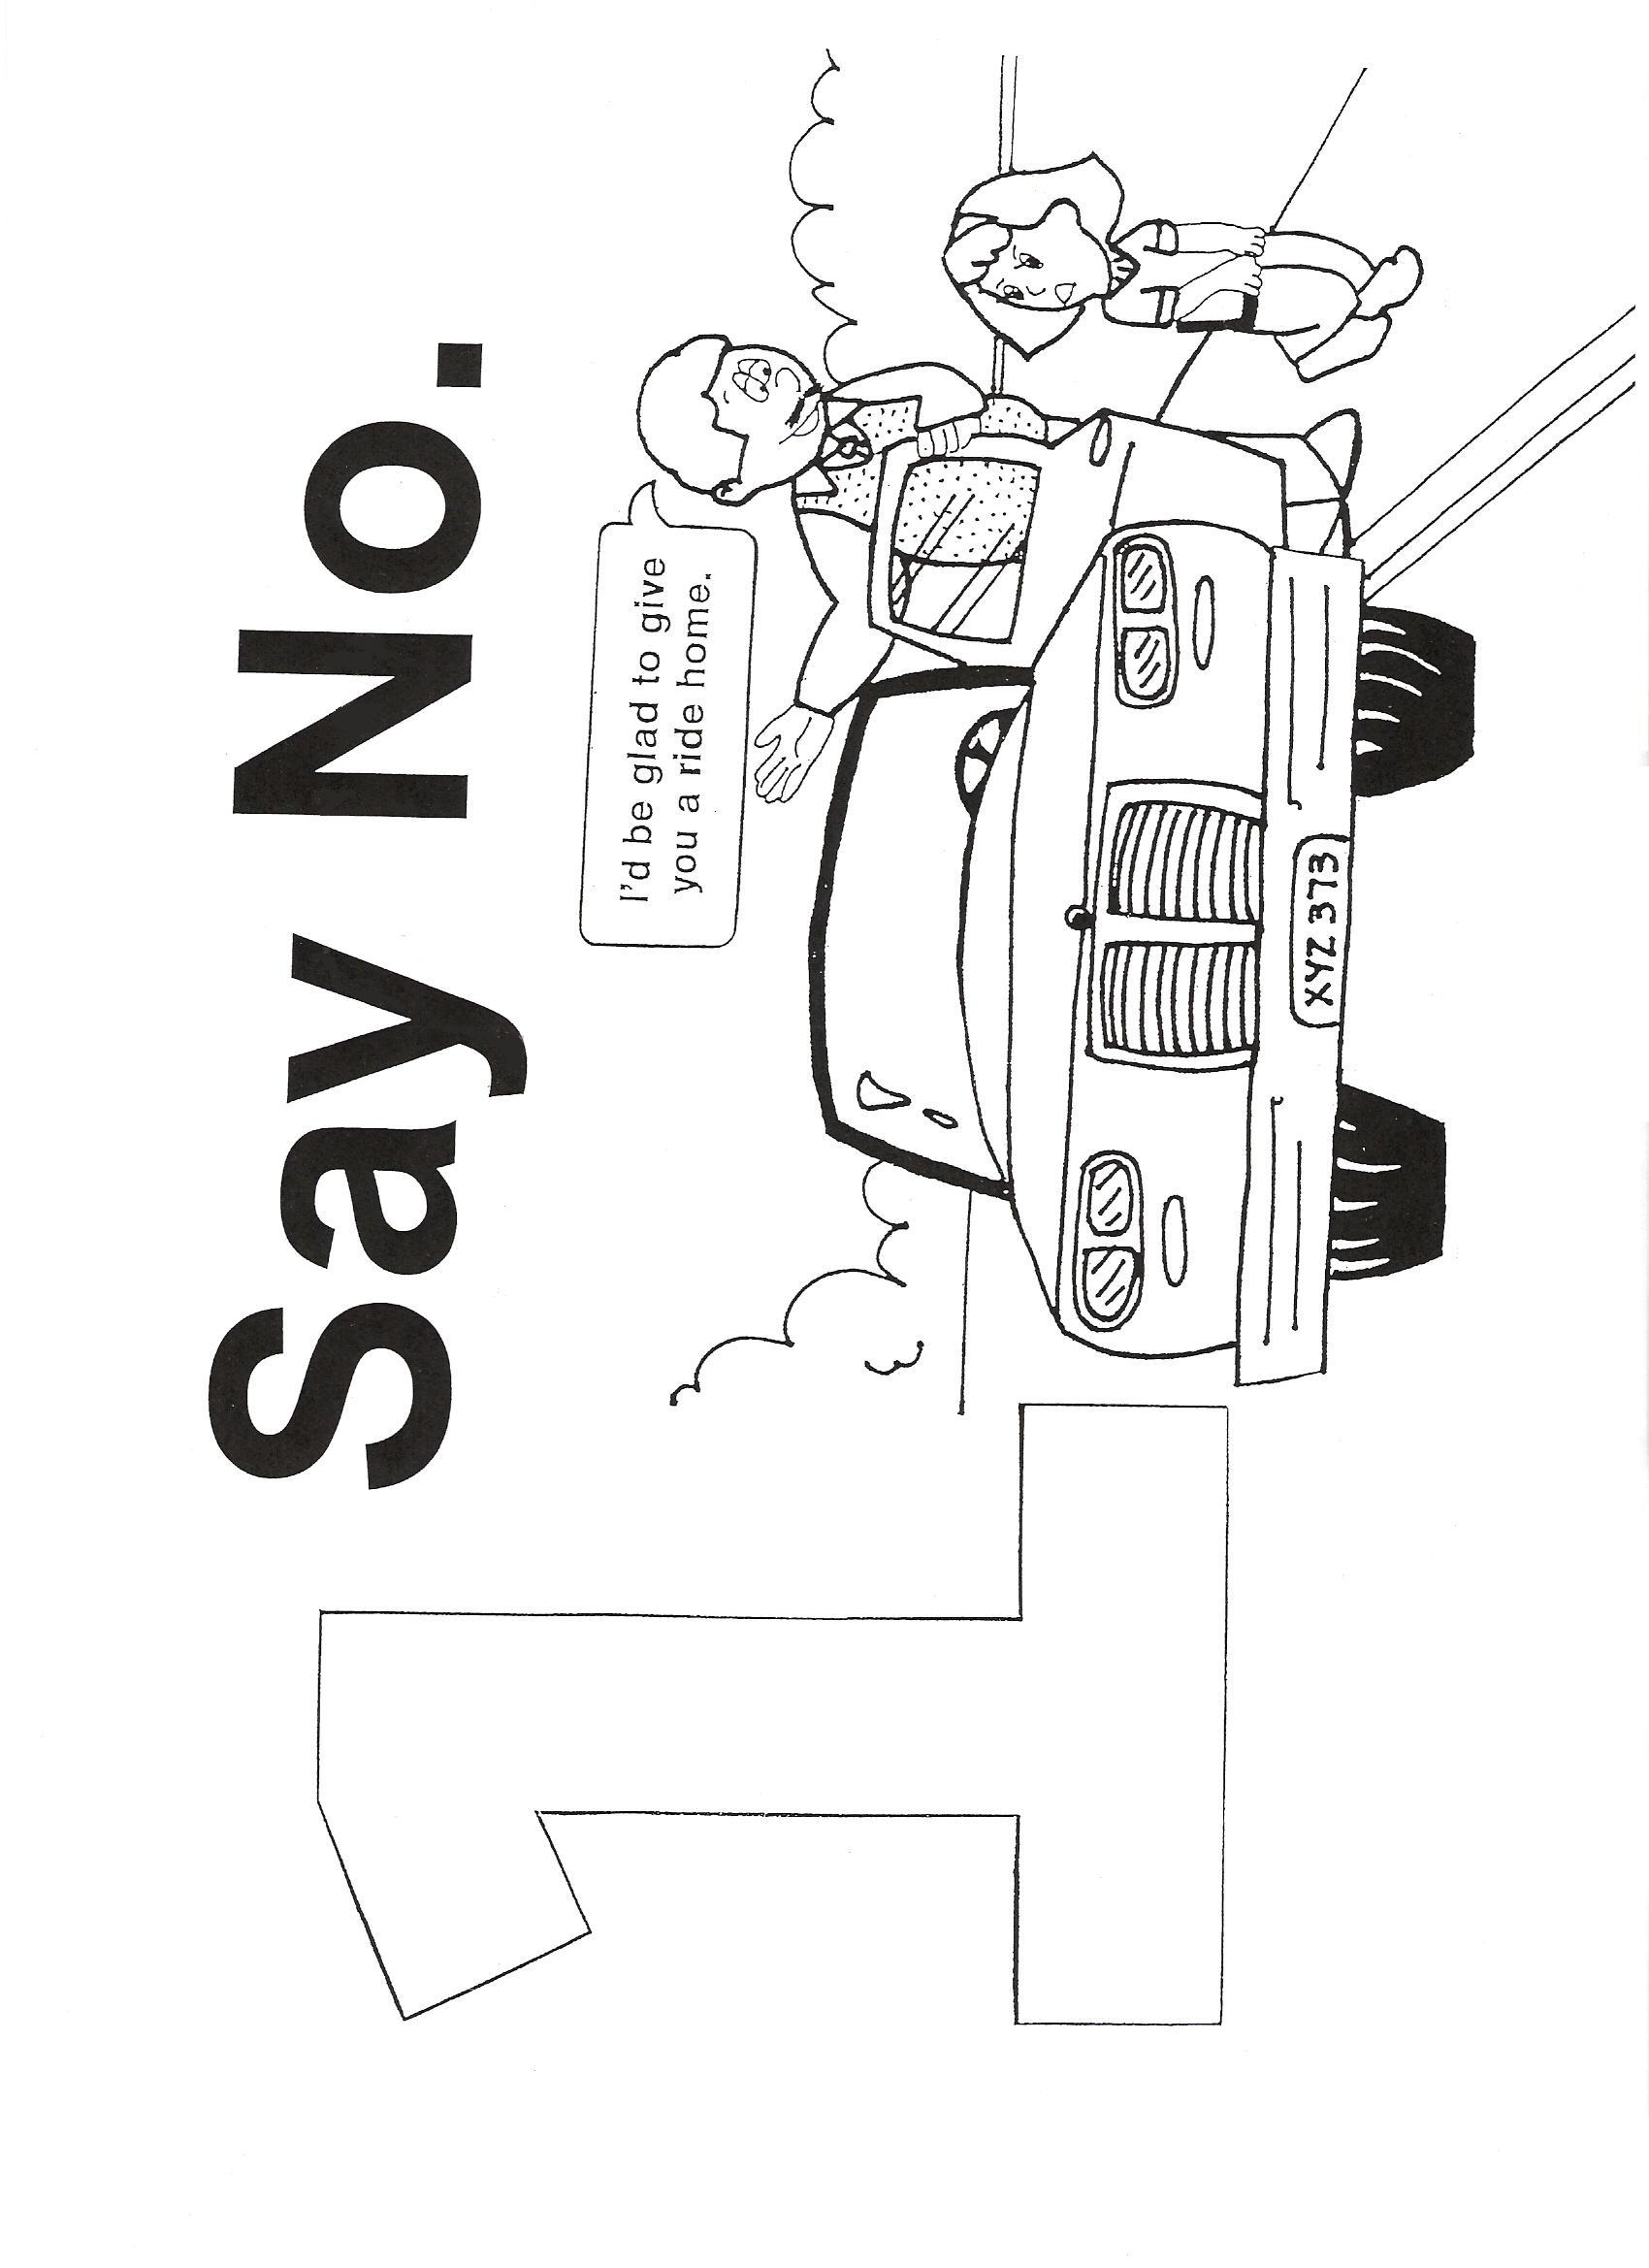 Say No.
I'd be glad to give
you a ride home.
1
XYZ 373